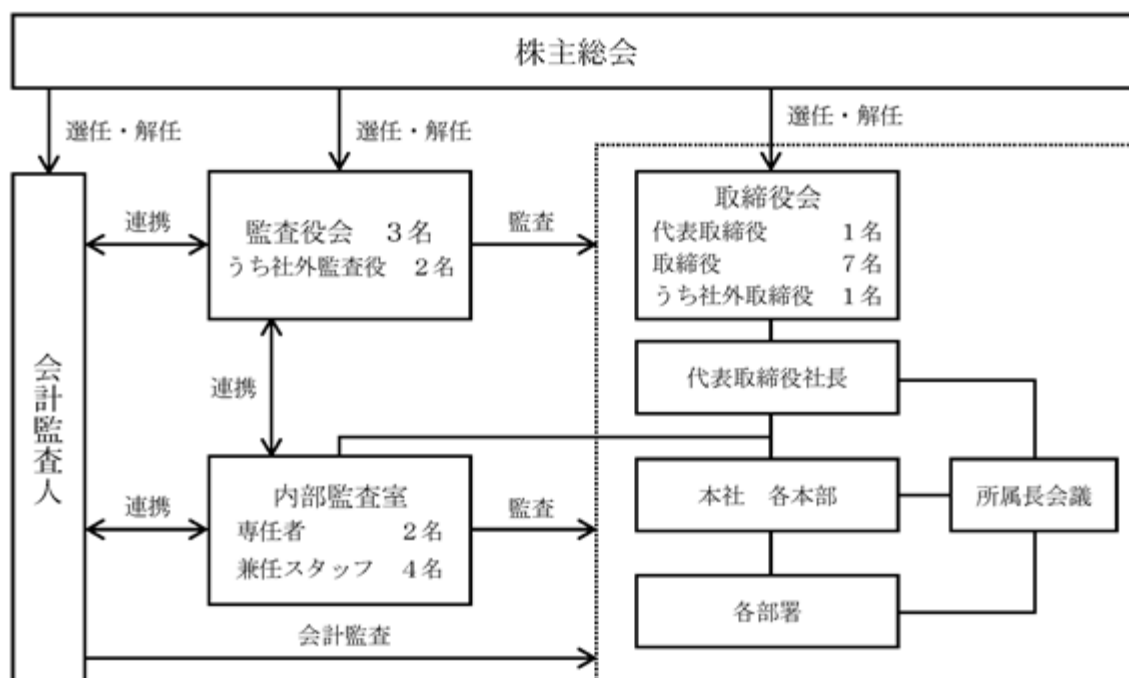 株主総会
選任・解任
選任・解任
選任・解任
会計監査人
連携
監査役会 3名
うち社外監査役 2名
監査
取締役会
代表取締役 1名
取締役 7名
うち社外取締役 1名
代表取締役社長
連携
連携
内部監査室
専任者 2名
兼任スタッフ 4名
監査
本社 各本部
所属長会議
各部署
会計監査